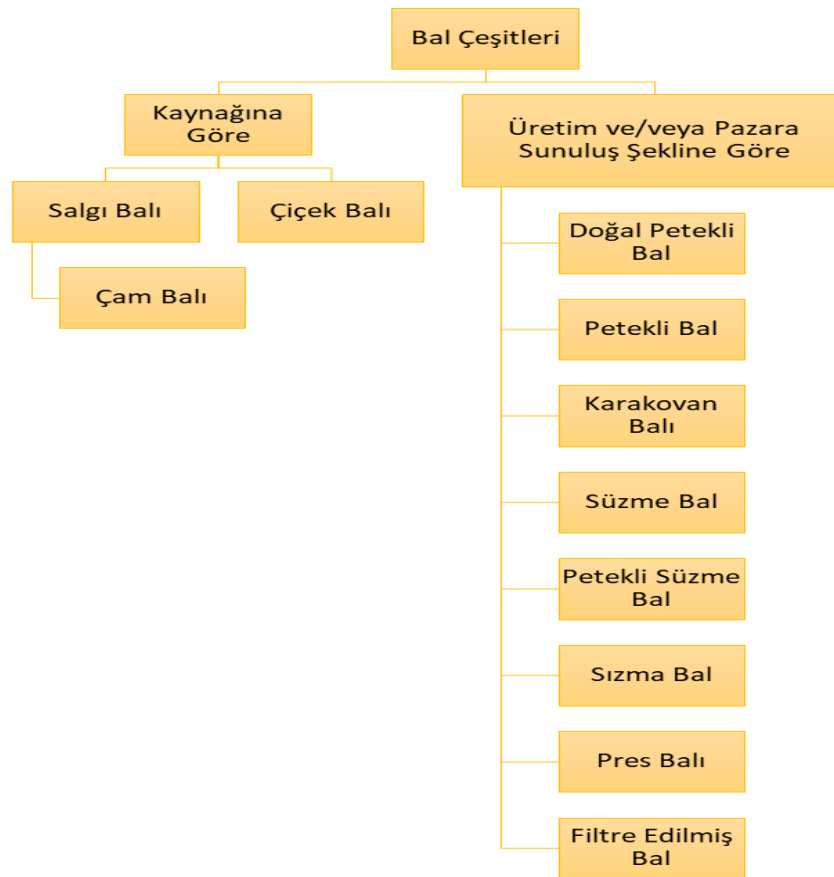 Bal Çeşitleri
Kaynağına
Göre
Üretim ve/veya Pazara
Sunuluş Şekline Göre
Salgı Balı
Çiçek Balı
Çam Balı
Doğal Petekli
Bal
Petekli Bal
Karakovan
Balı
Süzme Bal
Petekli Süzme
Bal
Sızma Bal
Pres Balı
Filtre Edilmiş
Bal